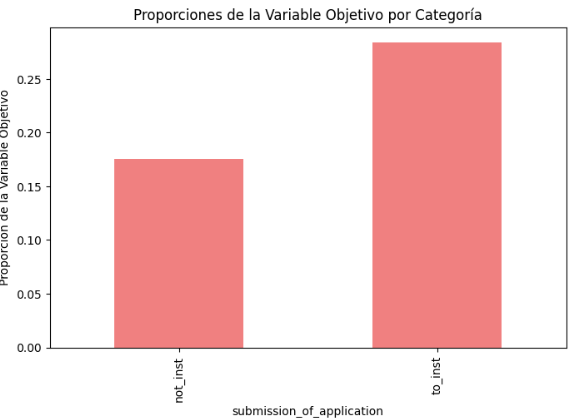 Proporciones de la Variable Objetivo por Categoría
Proporcion de la Variable Objetivo
0.25
0.20
0.15
0.10
0.05
0.00
not_inst
to_inst
submission_of_application